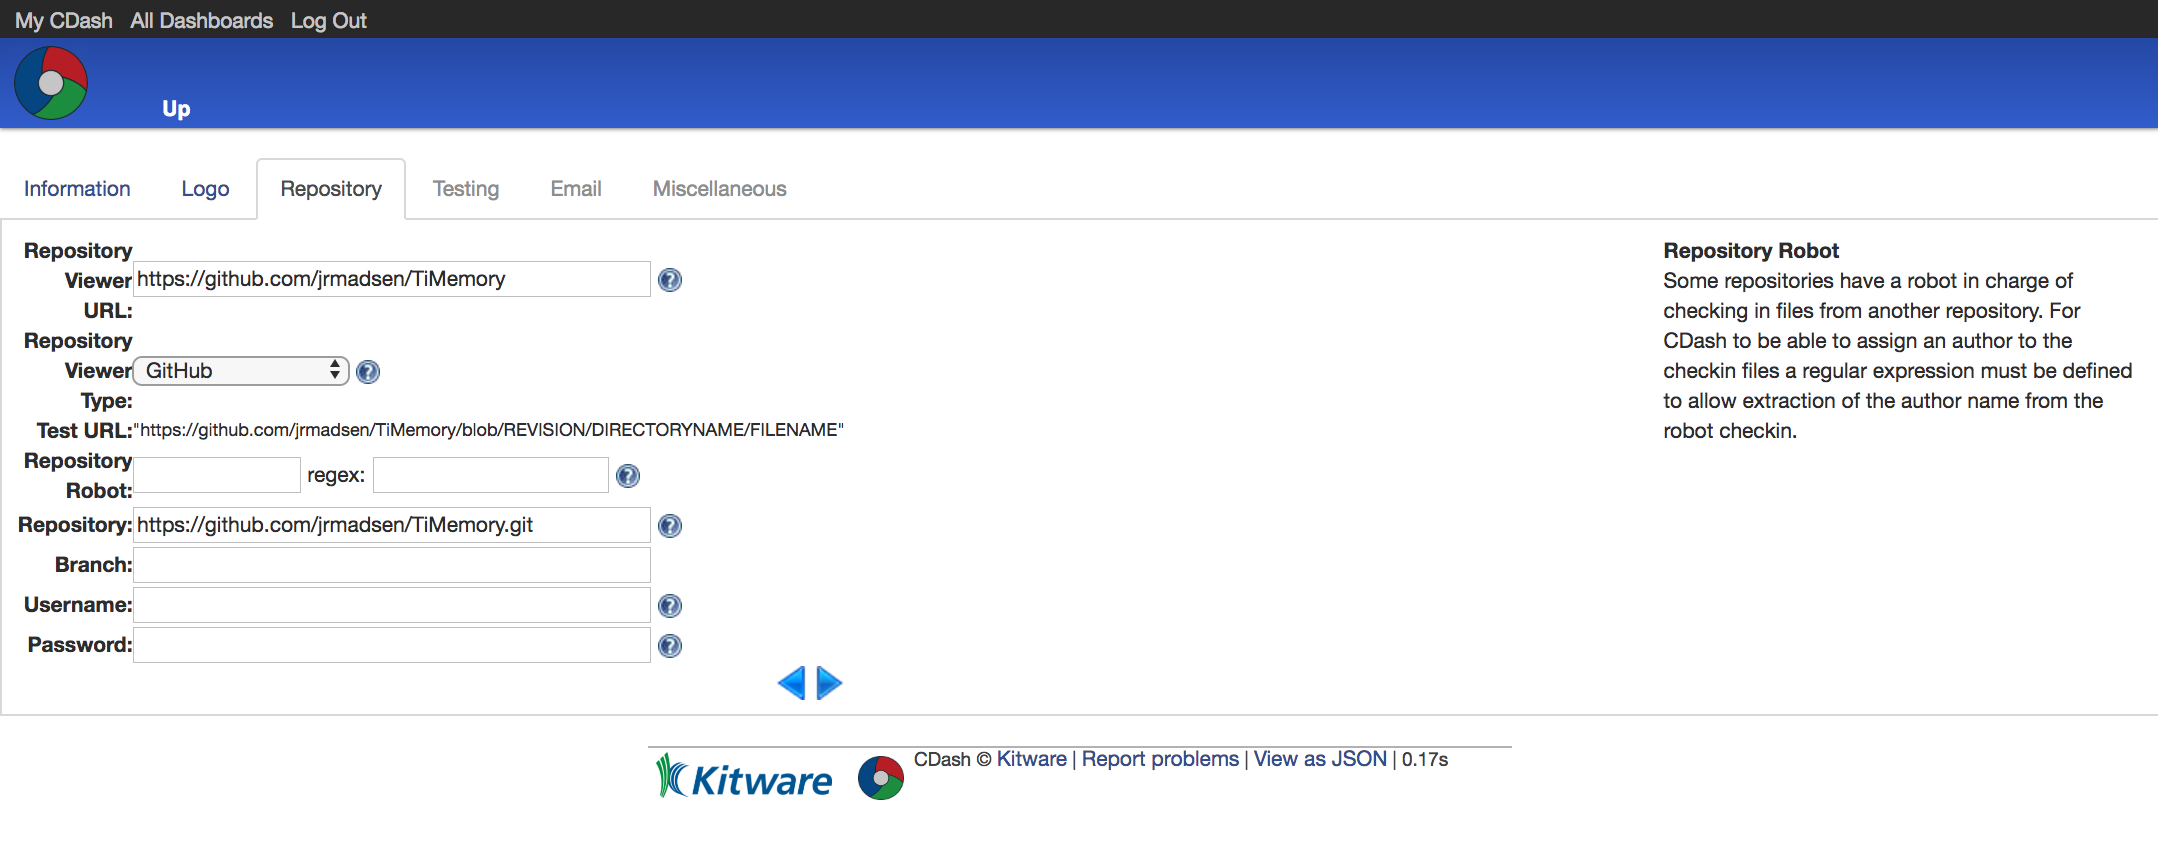 My CDash All Dashboards Log Out
Up
Information Logo Repository Testing Email Miscellaneous
Repository
Viewer
URL:
https://github.com/jrmadsen/TiMemory
Repository
Viewer
Type:
GitHub
Test URL: "https://github.com/jrmadsen/TiMemory/blob/REVISION/DIRECTORYNAME/FILENAME"
Repository
Robot:
regex:
Repository: https://github.com/jrmadsen/TiMemory.git
Branch:
Username:
Password:
Repository Robot
Some repositories have a robot in charge of
checking in files from another repository. For
CDash to be able to assign an author to the
checkin files a regular expression must be defined
to allow extraction of the author name from the
robot checkin.
Kitware
CDash © Kitware | Report problems | View as JSON | 0.17s